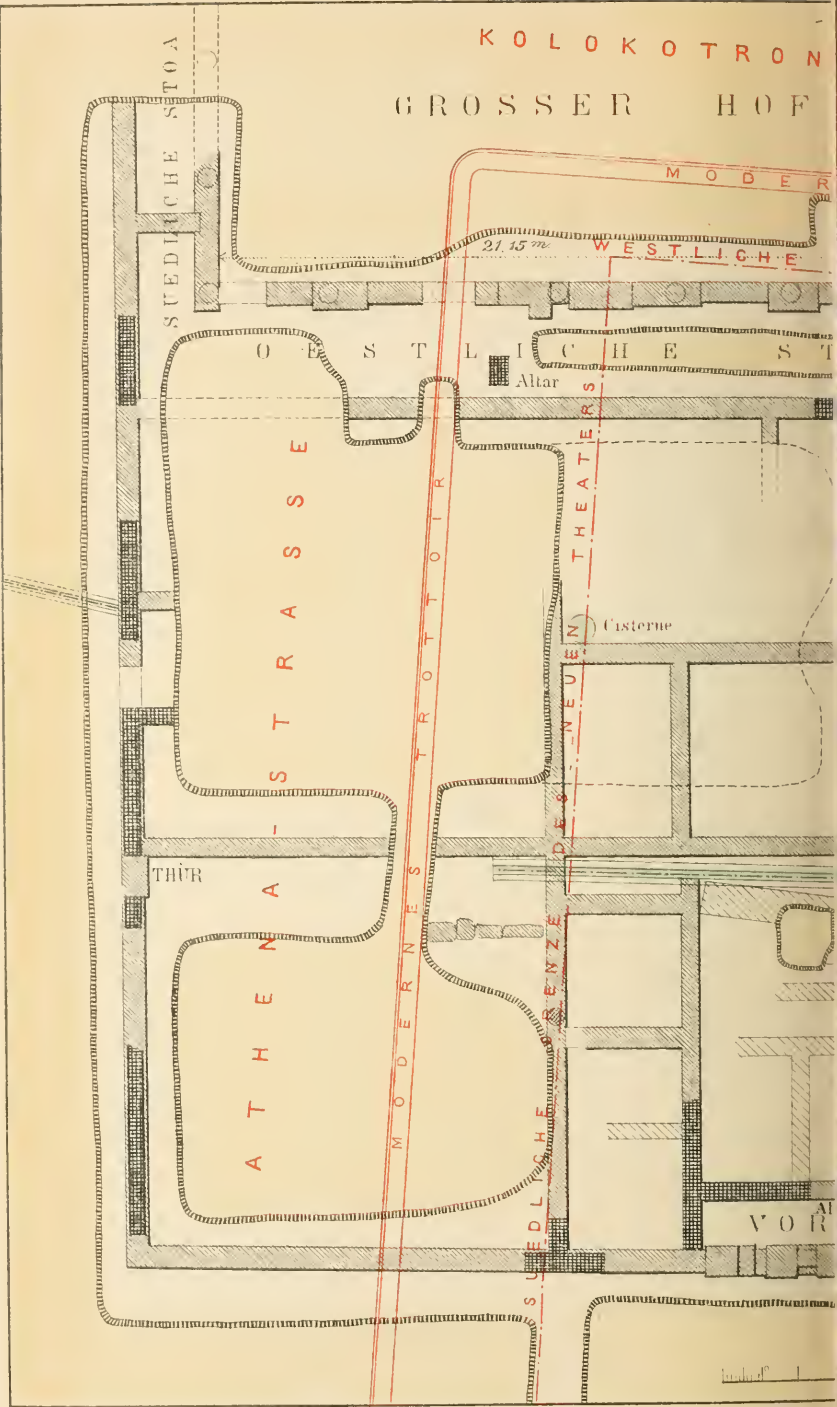 KOLOKOTRON
GROSSER HOF
SUEDLICHE STOA
MODER
21.15 m.
WESTLICHE
OESTLICHE ST
Altar
ATHENA-STRASSE
MODERNES TROTTOIR
SUEDLICHE GRENZE DES NEUEN THEATERS
Cisterne
THÜR
Al
VOR